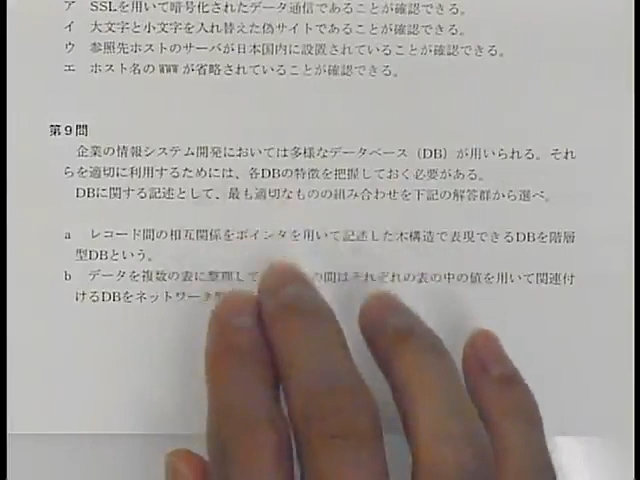 ア SSLを用いて暗号化されたデータ通信であることが確認できる。
イ 大文字と小文字を入れ替えた偽サイトであることが確認できる。
ウ 参照先ホストのサーバが日本国内に設置されていることが確認できる。
エ ホスト名のWWWが省略されていることが確認できる。
第9問
企業の情報システム開発においては多様なデータベース（DB）が用いられる。それ
らを適切に利用するためには、各DBの特徴を把握しておく必要がある。
DBに関する記述として、最も適切なものの組み合わせを下記の解答群から選べ。
a レコード間の相互関係をポインタを用いて記述した木構造で表現できるDBを階層
型DBという。
b データを複数の表に整理して の間はそれぞれの表の中の値を用いて関連付
けるDBをネットワーク